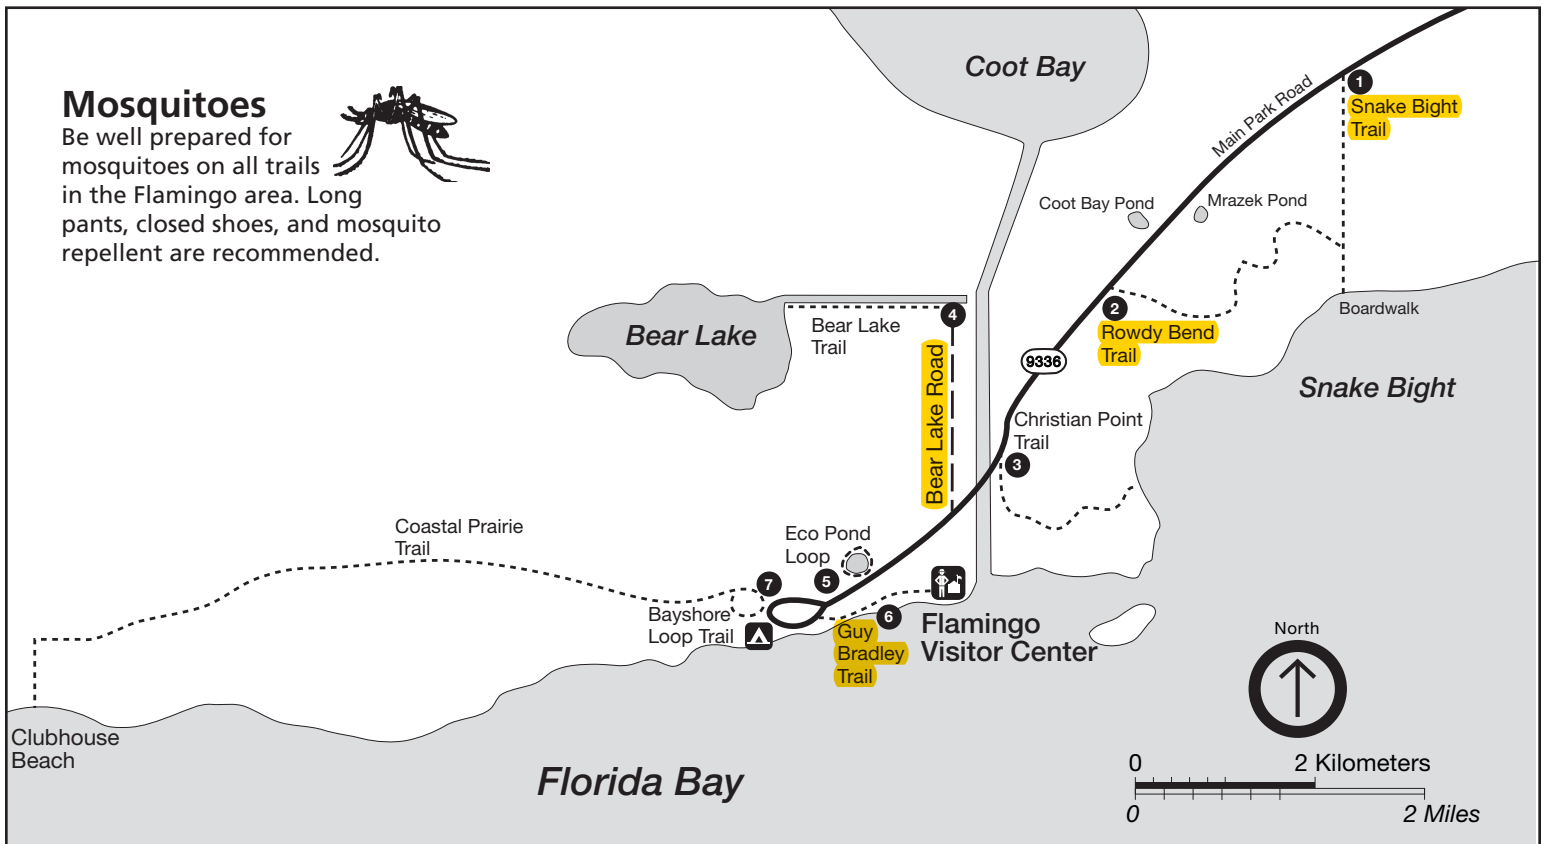 Mosquitoes
Be well prepared for
mosquitoes on all trails
in the Flamingo area. Long
pants, closed shoes, and mosquito
repellent are recommended.
Coot Bay
Main Park Road
1
Snake Bight
Trail
Coot Bay Pond
Mrazek Pond
Boardwalk
2
Rowdy Bend
Trail
9336
Snake Bight
Bear Lake
Bear Lake
Trail
4
Bear Lake Road
Christian Point
Trail
3
Coastal Prairie
Trail
Eco Pond
Loop
5
7
Bayshore
Loop Trail
6
Guy
Bradley
Trail
Flamingo
Visitor Center
Clubhouse
Beach
Florida Bay
North
0
2 Kilometers
0
2 Miles